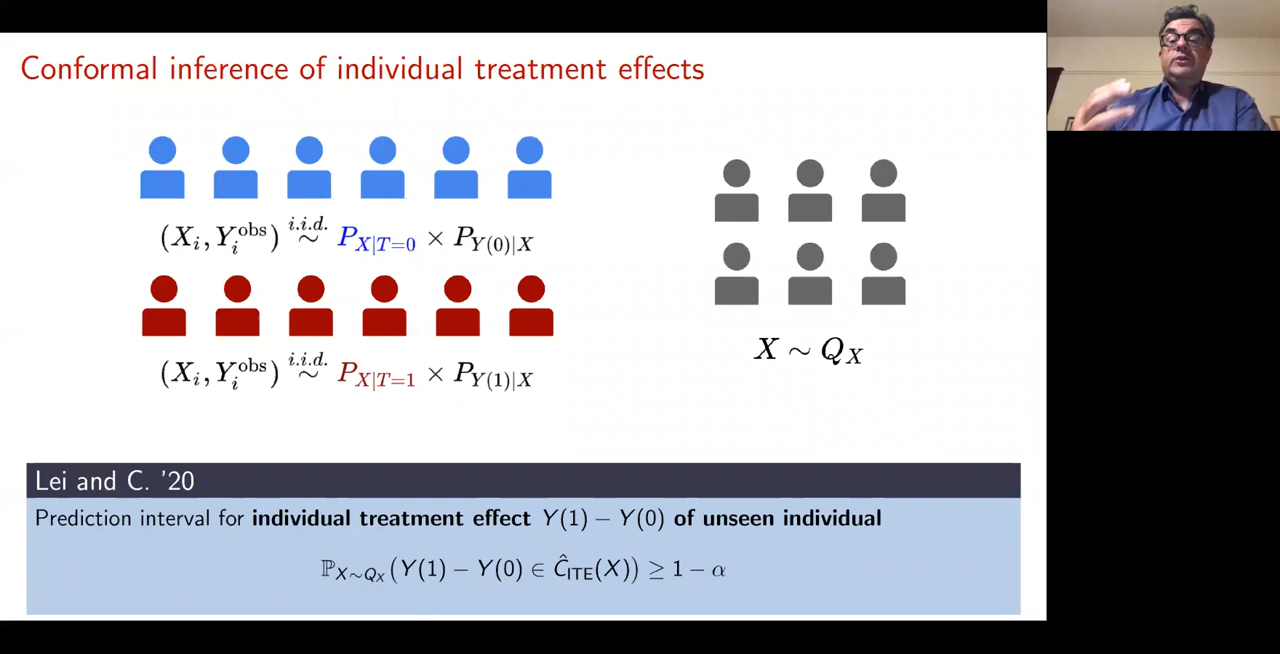 Conformal inference of individual treatment effects
(X_i, Y_i^obs) i.i.d. ∼ P_{X|T=0} × P_{Y(0)|X}
(X_i, Y_i^obs) i.i.d. ∼ P_{X|T=1} × P_{Y(1)|X}
X ∼ Q_X
Lei and C. '20
Prediction interval for individual treatment effect Y(1) − Y(0) of unseen individual
ℙ_{X∼Q_X}(Y(1) − Y(0) ∈ Ĉ_ITE(X)) ≥ 1 − α